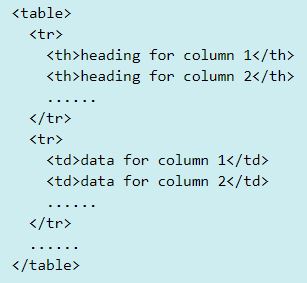 <table>
<tr>
<th>heading for column 1</th>
<th>heading for column 2</th>
......
</tr>
<tr>
<td>data for column 1</td>
<td>data for column 2</td>
......
</tr>
......
</table>